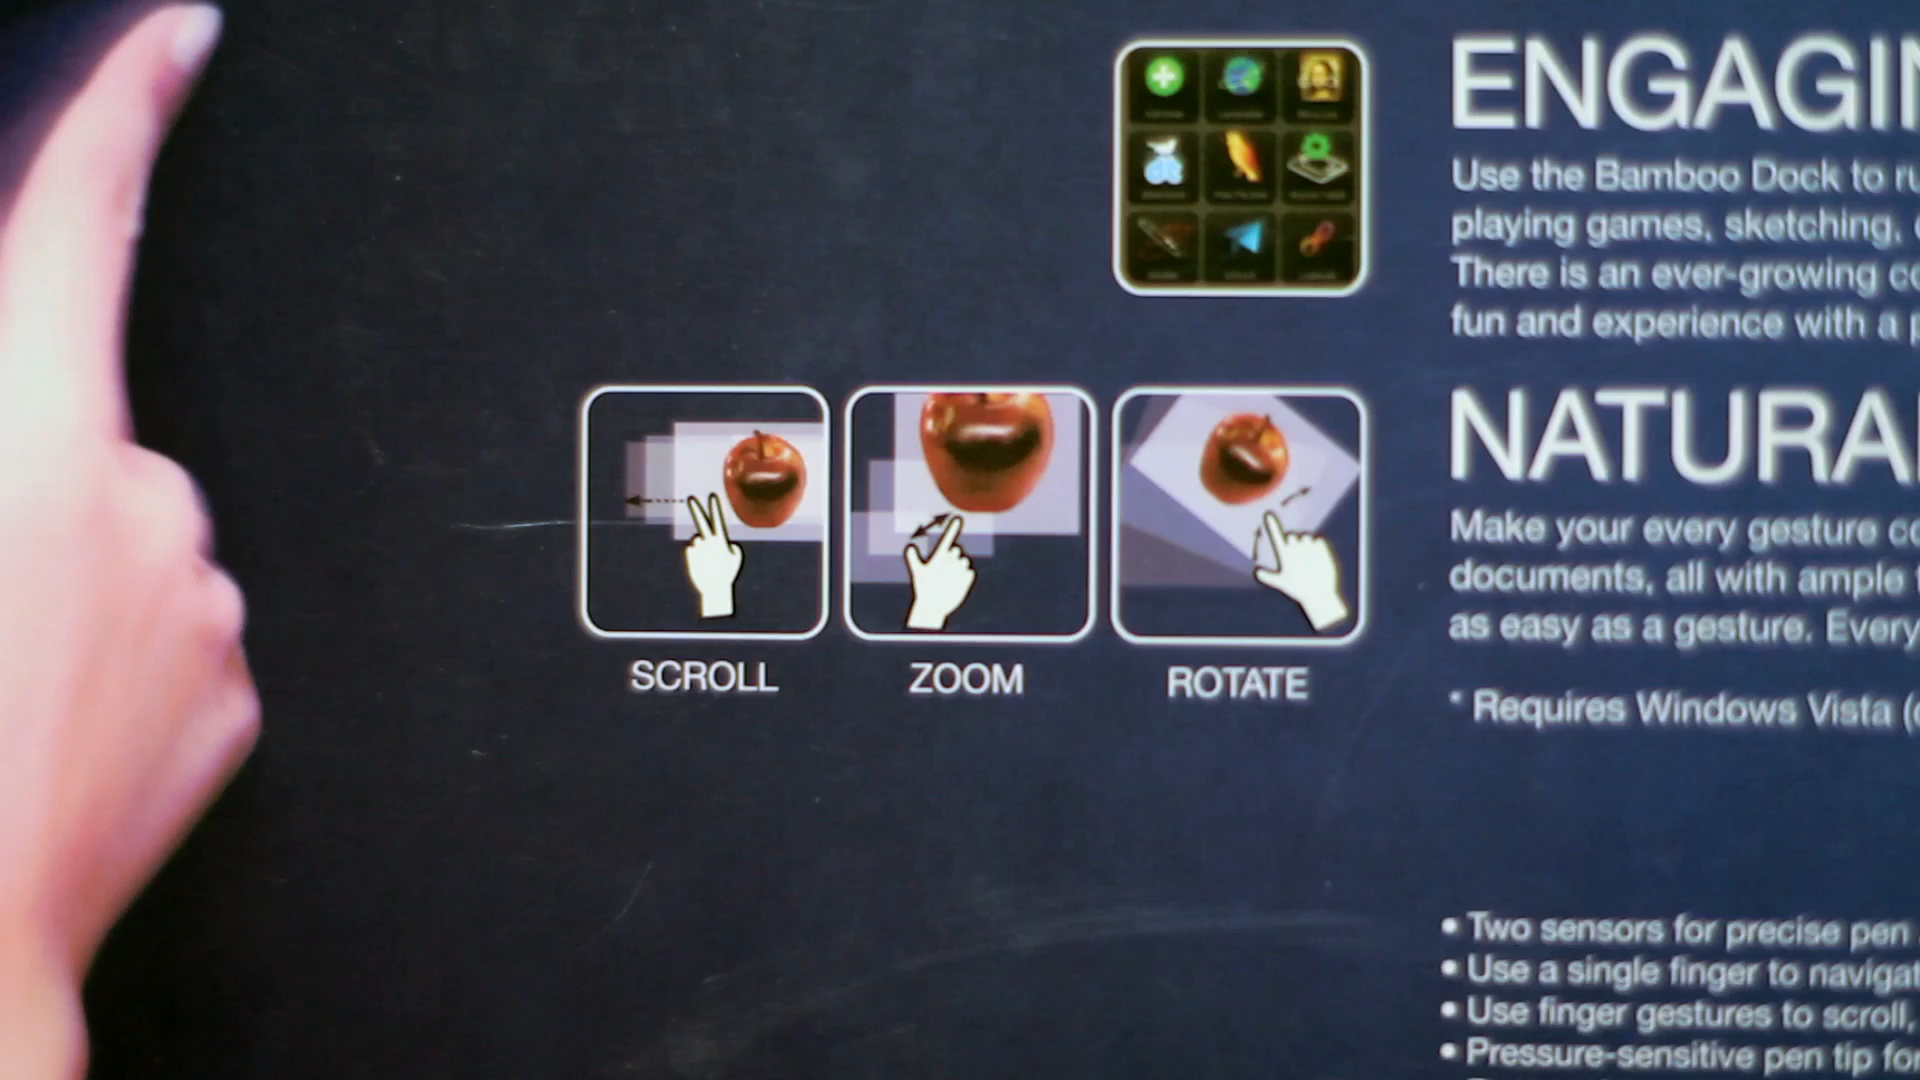 ENGAGIN
Use the Bamboo Dock to ru
playing games, sketching,
There is an ever-growing co
fun and experience with a p
SCROLL
ZOOM
ROTATE
NATURAL
Make your every gesture co
documents, all with ample
as easy as a gesture. Every
* Requires Windows Vista (
• Two sensors for precise pen
• Use a single finger to navigat
• Use finger gestures to scroll,
• Pressure-sensitive pen tip for